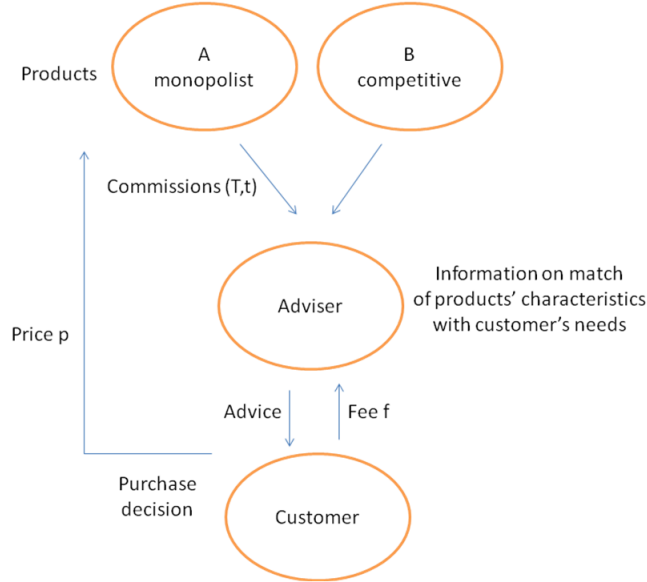 Products
A
monopolist
B
competitive
Commissions (T,t)
Adviser
Information on match
of products’ characteristics
with customer’s needs
Price p
Advice
Fee f
Purchase
decision
Customer